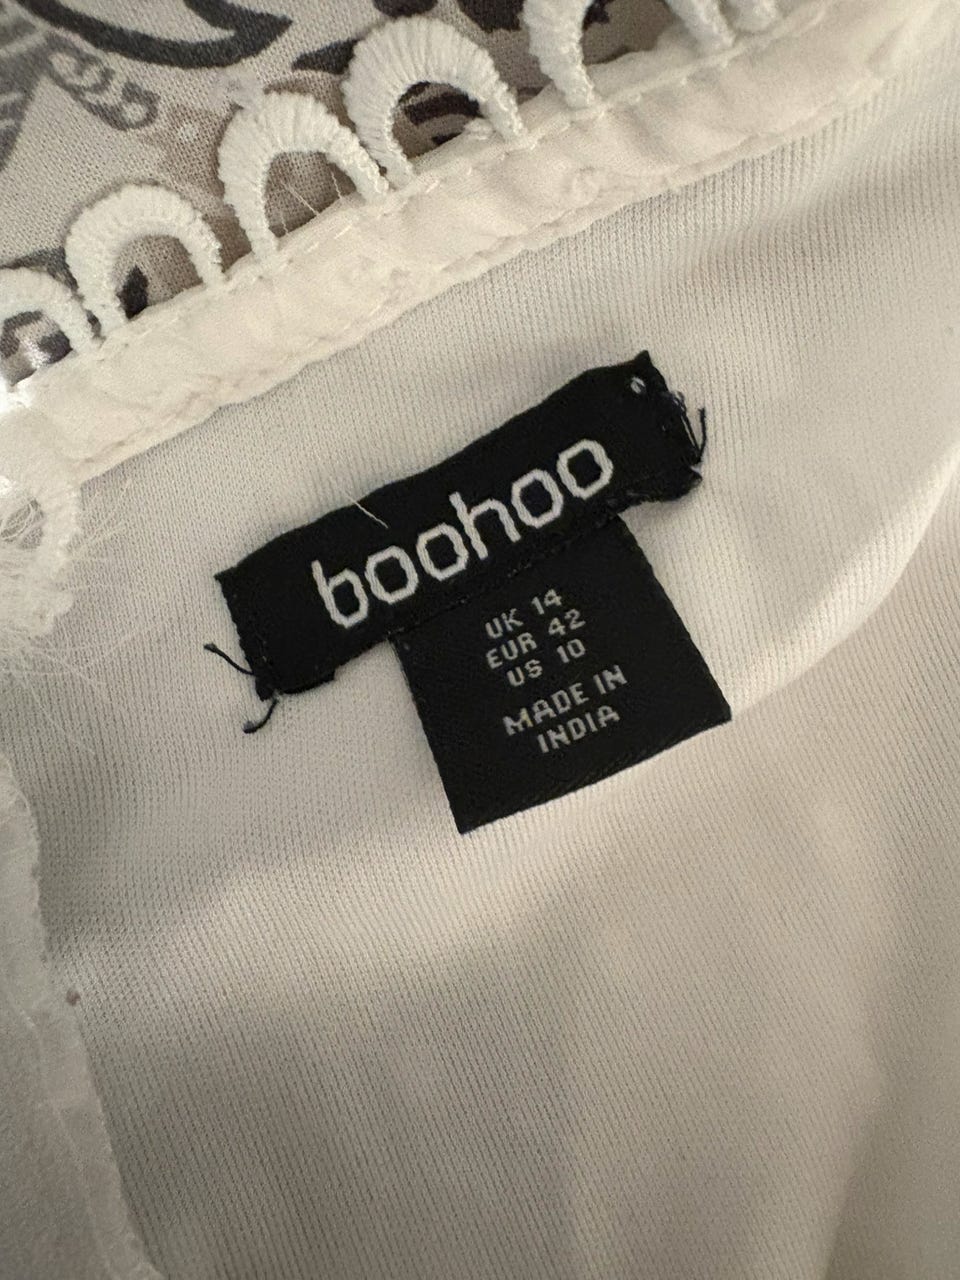 boohoo
UK 14
EUR 42
US 10
MADE IN
INDIA